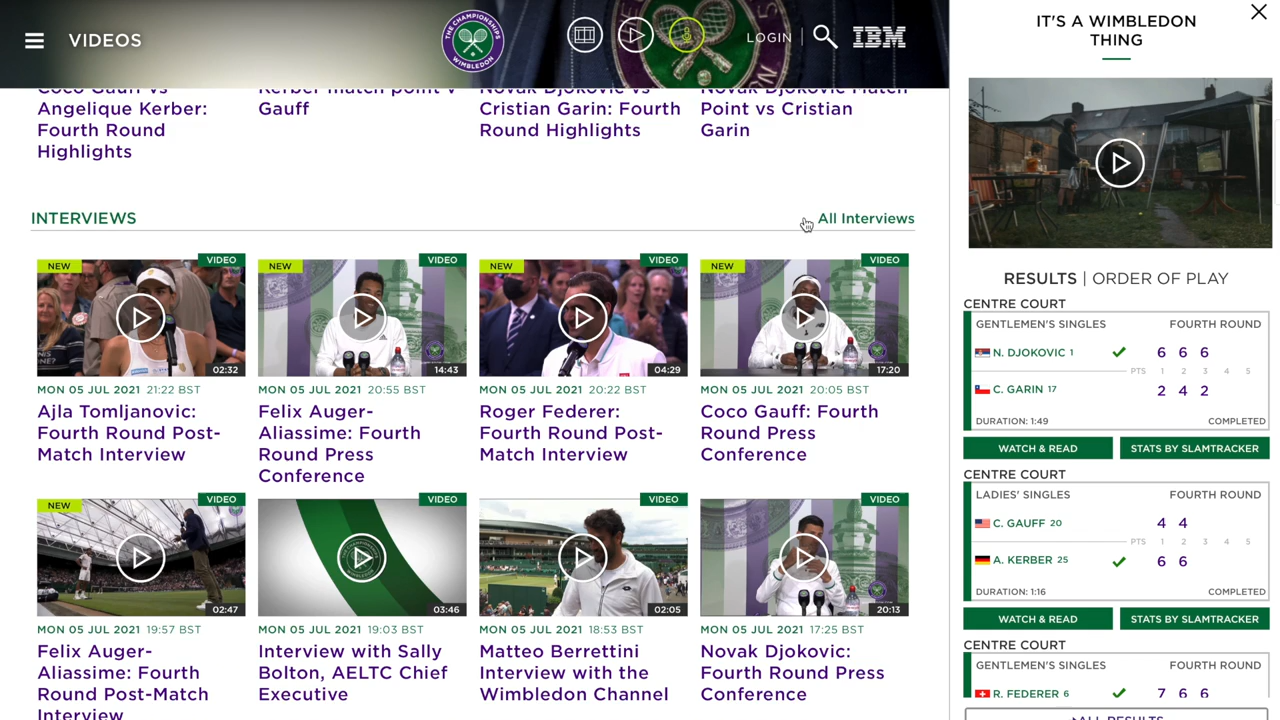 VIDEOS
THE CHAMPIONSHIPS
WIMBLEDON
LOGIN
IBM
Coco Gauff vs
Angelique Kerber:
Fourth Round
Highlights
Kerber match point v
Gauff
Novak Djokovic vs
Cristian Garin: Fourth
Round Highlights
Novak Djokovic Match
Point vs Cristian
Garin
INTERVIEWS
All Interviews
NEW
VIDEO
02:32
MON 05 JUL 2021 21:22 BST
Ajla Tomljanovic:
Fourth Round Post-
Match Interview
NEW
VIDEO
14:43
MON 05 JUL 2021 20:55 BST
Felix Auger-
Aliassime: Fourth
Round Press
Conference
NEW
VIDEO
04:29
MON 05 JUL 2021 20:22 BST
Roger Federer:
Fourth Round Post-
Match Interview
NEW
VIDEO
17:20
MON 05 JUL 2021 20:05 BST
Coco Gauff: Fourth
Round Press
Conference
NEW
VIDEO
02:47
MON 05 JUL 2021 19:57 BST
Felix Auger-
Aliassime: Fourth
Round Post-Match
Interview
VIDEO
03:46
MON 05 JUL 2021 19:03 BST
Interview with Sally
Bolton, AELTC Chief
Executive
VIDEO
02:05
MON 05 JUL 2021 18:53 BST
Matteo Berrettini
Interview with the
Wimbledon Channel
VIDEO
20:13
MON 05 JUL 2021 17:25 BST
Novak Djokovic:
Fourth Round Press
Conference
IT'S A WIMBLEDON
THING
RESULTS | ORDER OF PLAY
CENTRE COURT
GENTLEMEN'S SINGLES FOURTH ROUND
N. DJOKOVIC 1 6 6 6
PTS 1 2 3 4 5
C. GARIN 17 2 4 2
DURATION: 1:49 COMPLETED
WATCH & READ STATS BY SLAMTRACKER
CENTRE COURT
LADIES' SINGLES FOURTH ROUND
C. GAUFF 20 4 4
PTS 1 2 3 4 5
A. KERBER 25 6 6
DURATION: 1:16 COMPLETED
WATCH & READ STATS BY SLAMTRACKER
CENTRE COURT
GENTLEMEN'S SINGLES FOURTH ROUND
R. FEDERER 6 7 6 6
ALL RESULTS